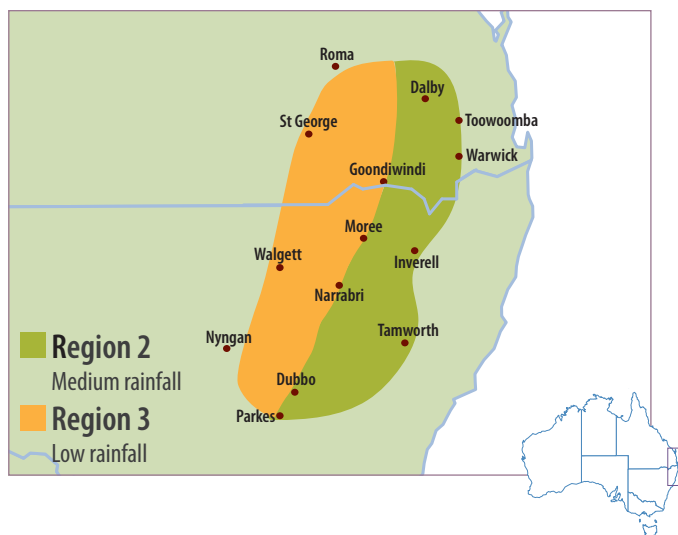 Roma
Dalby
St George
Toowoomba
Warwick
Goondiwindi
Moree
Walgett
Inverell
Narrabri
Nyngan
Tamworth
Region 2
Medium rainfall
Dubbo
Parkes
Region 3
Low rainfall